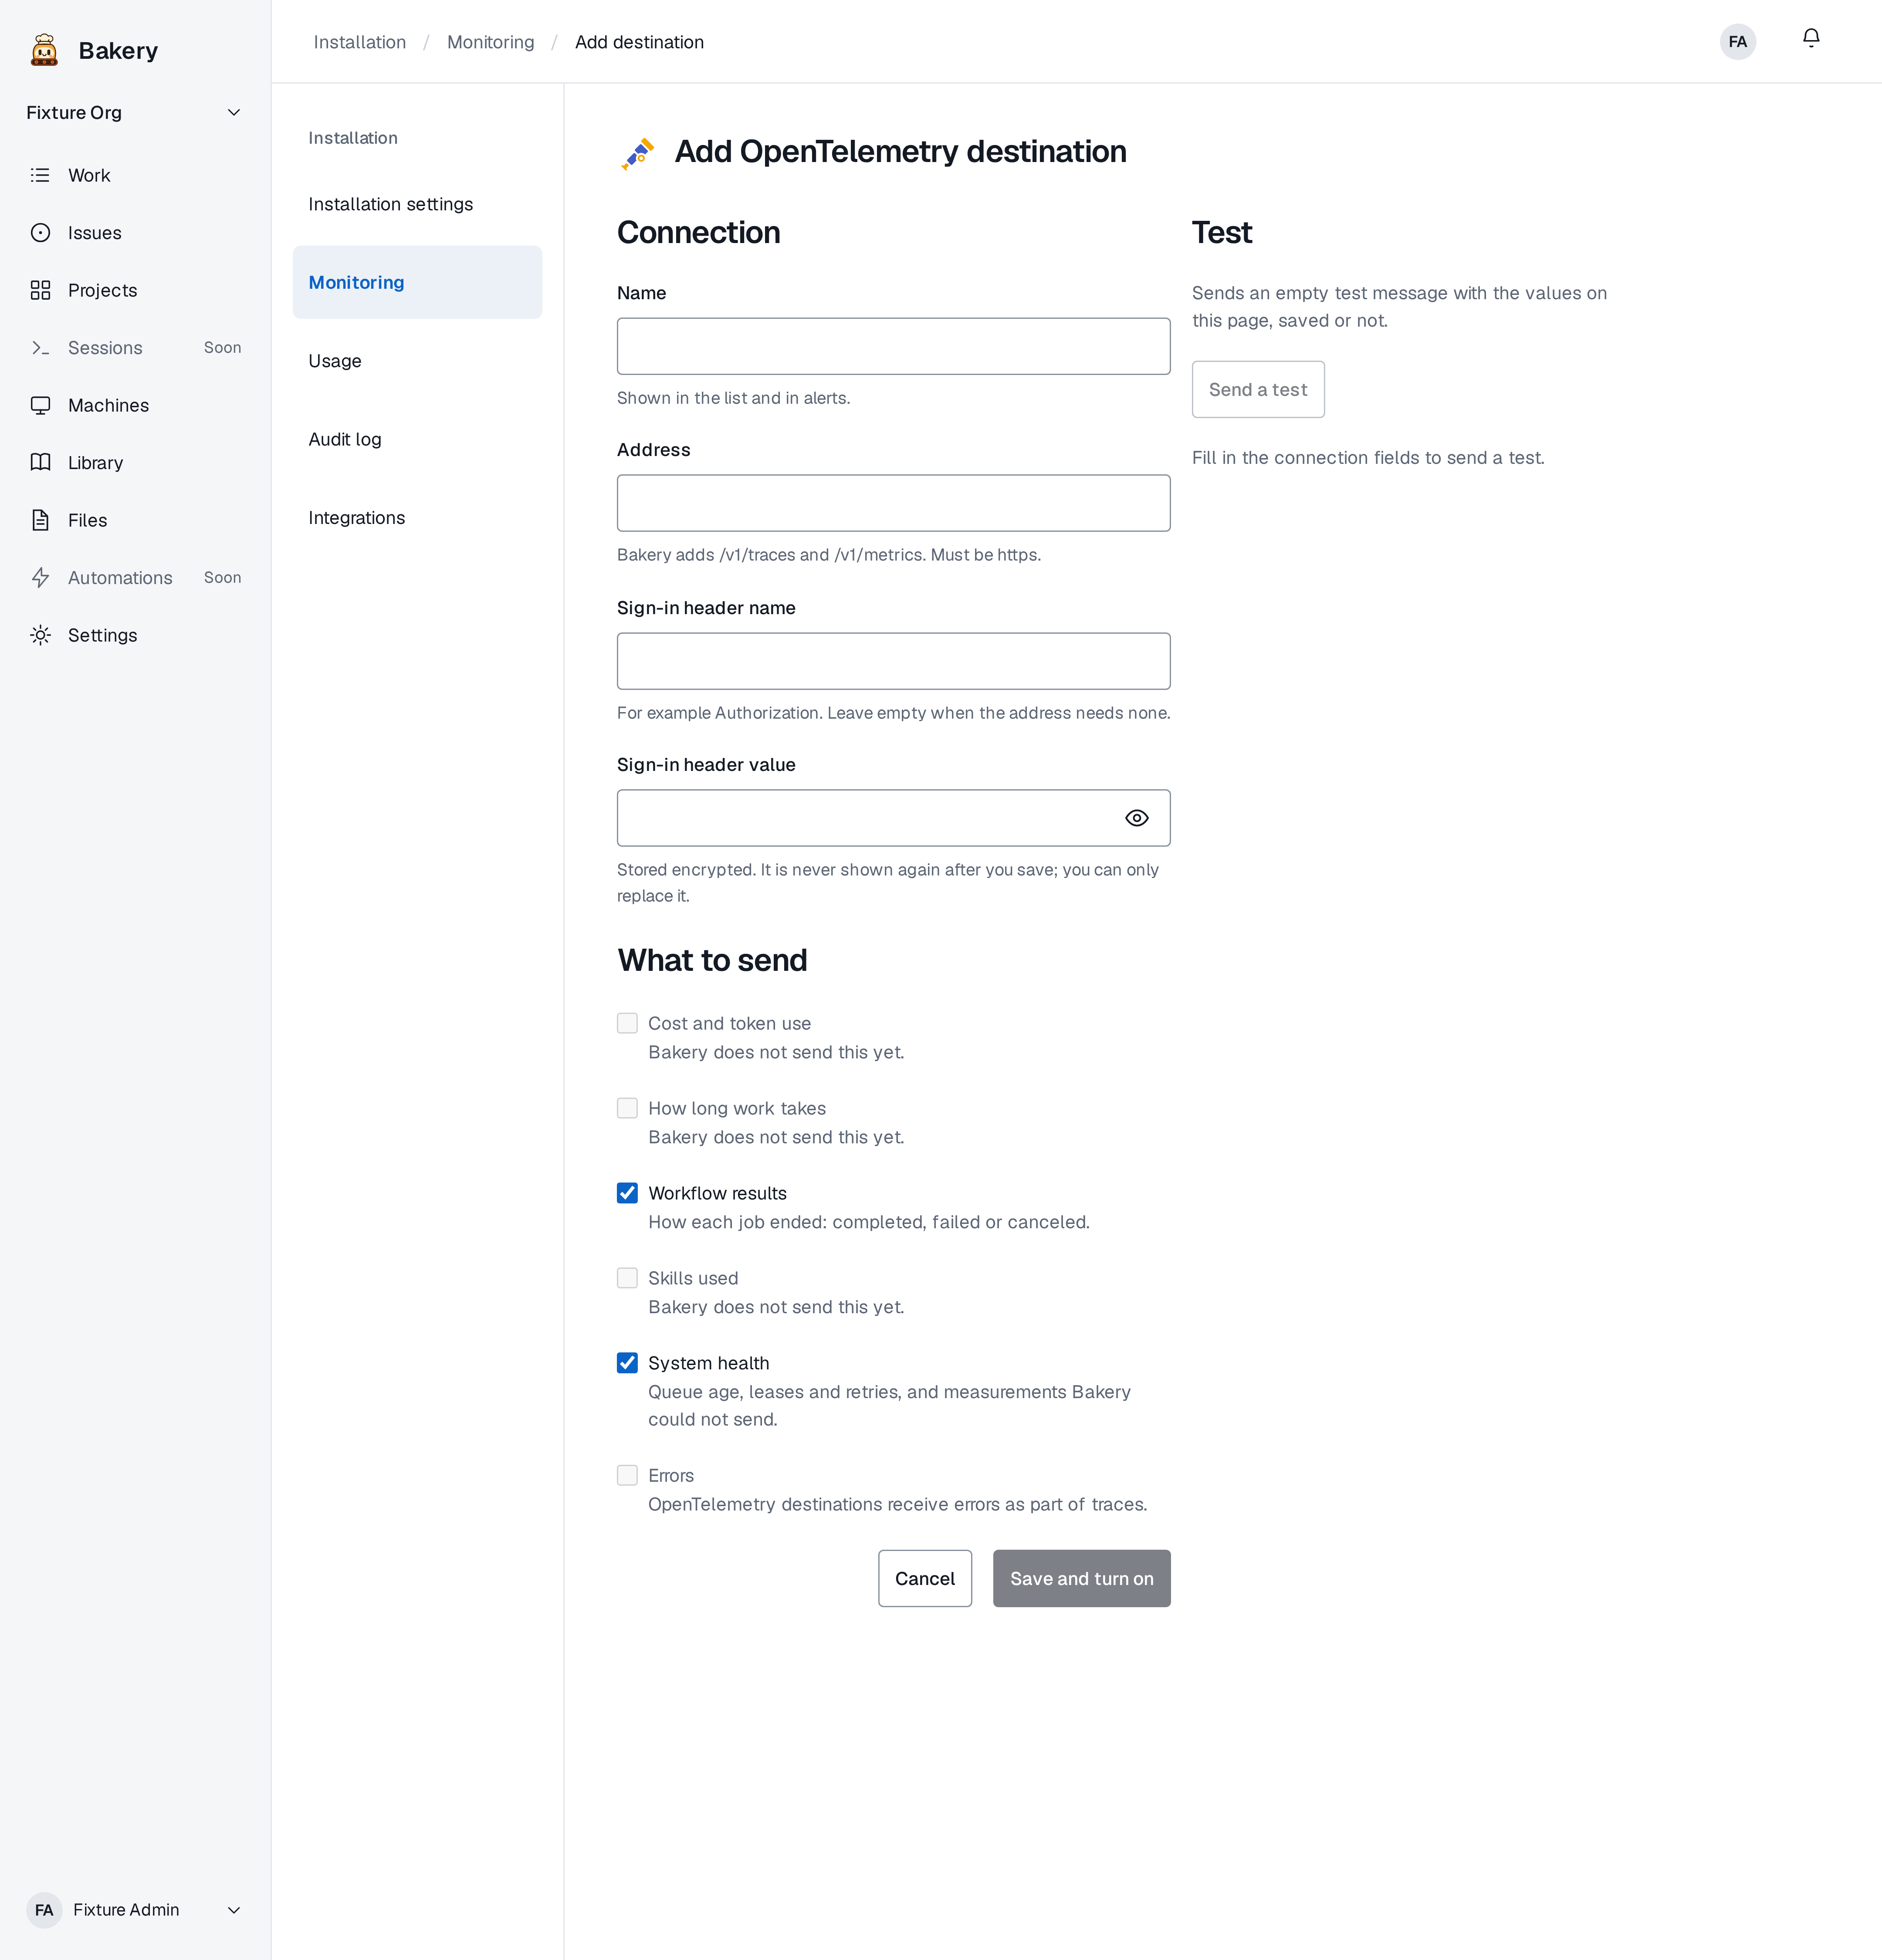 Bakery
Fixture Org
Work
Issues
Projects
Sessions Soon
Machines
Library
Files
Automations Soon
Settings
FA Fixture Admin
Installation / Monitoring / Add destination
FA
Installation
Installation settings
Monitoring
Usage
Audit log
Integrations
Add OpenTelemetry destination
Connection
Name
Shown in the list and in alerts.
Address
Bakery adds /v1/traces and /v1/metrics. Must be https.
Sign-in header name
For example Authorization. Leave empty when the address needs none.
Sign-in header value
Stored encrypted. It is never shown again after you save; you can only
replace it.
What to send
Cost and token use
Bakery does not send this yet.
How long work takes
Bakery does not send this yet.
Workflow results
How each job ended: completed, failed or canceled.
Skills used
Bakery does not send this yet.
System health
Queue age, leases and retries, and measurements Bakery
could not send.
Errors
OpenTelemetry destinations receive errors as part of traces.
Cancel
Save and turn on
Test
Sends an empty test message with the values on
this page, saved or not.
Send a test
Fill in the connection fields to send a test.